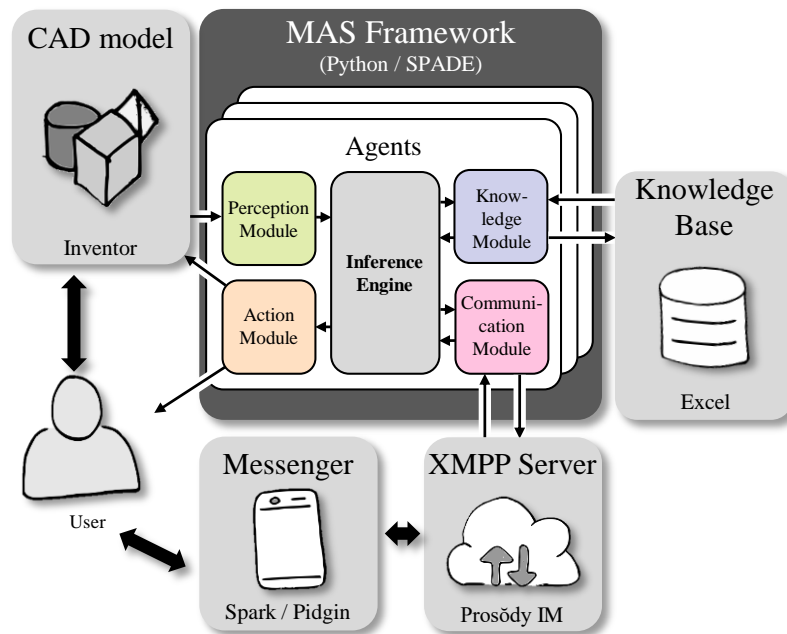 CAD model
Inventor
MAS Framework
(Python / SPADE)
Agents
Perception
Module
Action
Module
Inference
Engine
Know-
ledge
Module
Communi-
cation
Module
Knowledge
Base
Excel
User
Messenger
Spark / Pidgin
XMPP Server
Prosŏdy IM